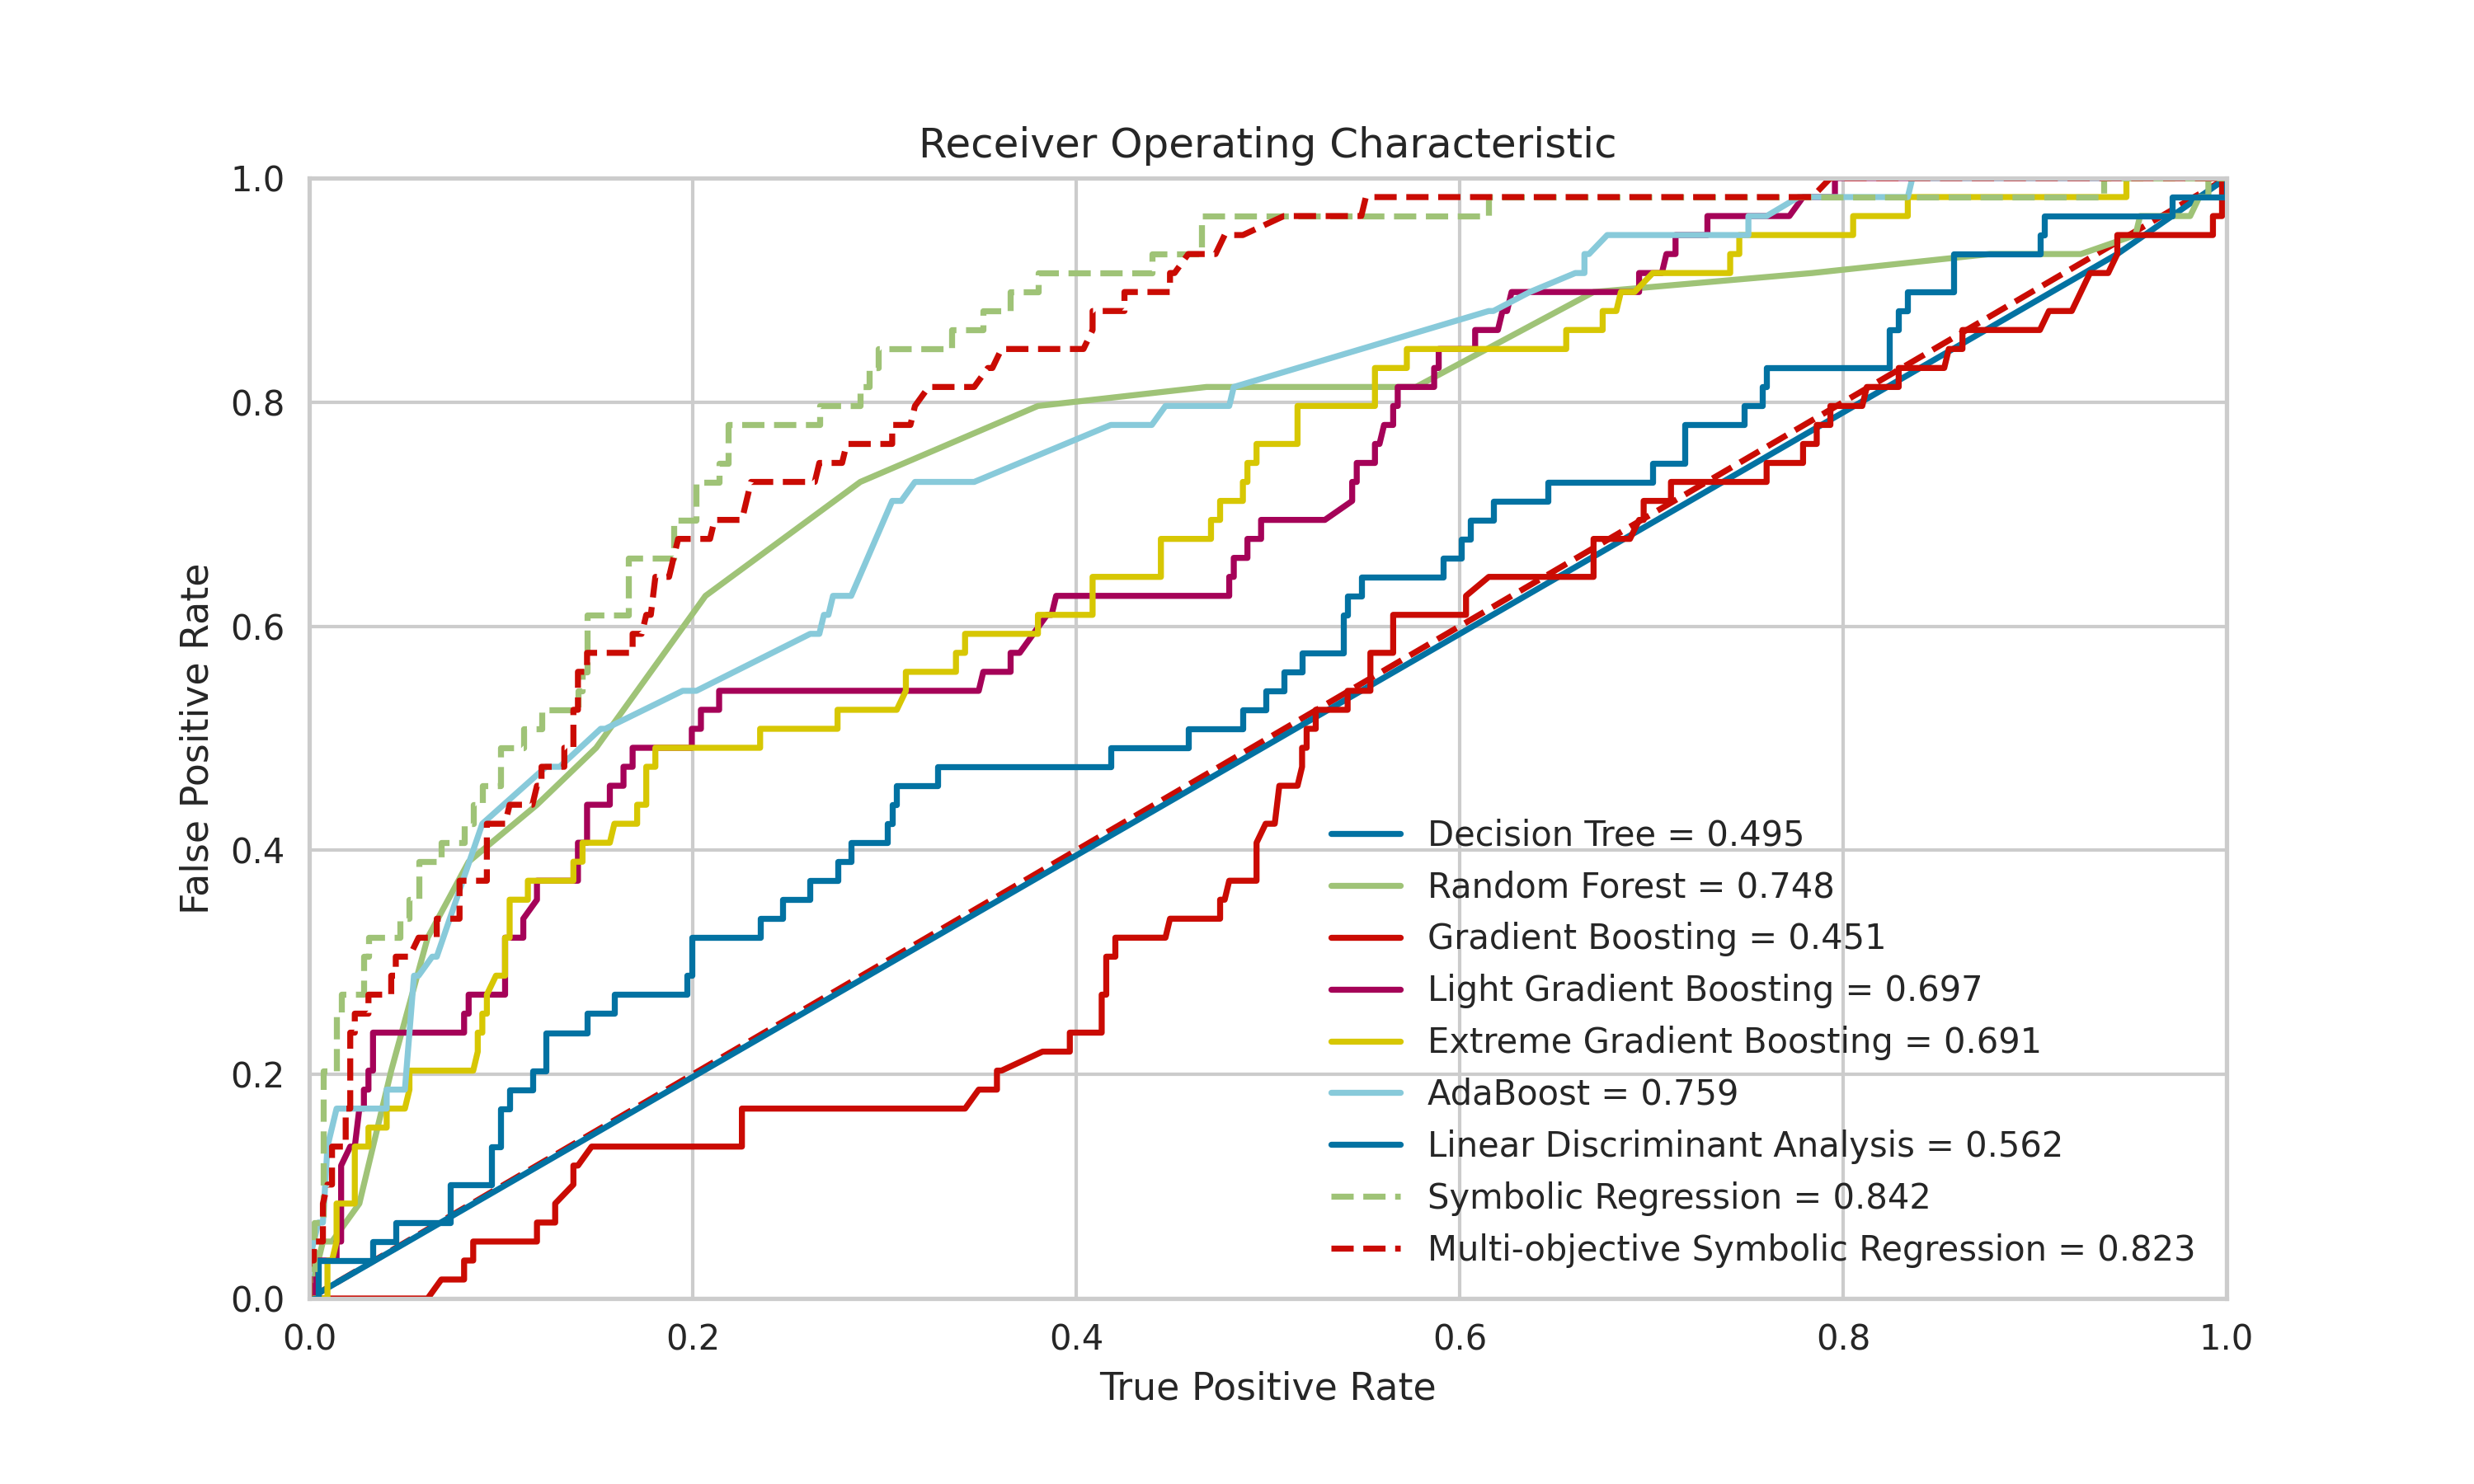 Receiver Operating Characteristic
1.0
0.8
0.6
0.4
0.2
0.0
False Positive Rate
Decision Tree = 0.495
Random Forest = 0.748
Gradient Boosting = 0.451
Light Gradient Boosting = 0.697
Extreme Gradient Boosting = 0.691
AdaBoost = 0.759
Linear Discriminant Analysis = 0.562
Symbolic Regression = 0.842
Multi-objective Symbolic Regression = 0.823
0.0 0.2 0.4 0.6 0.8 1.0
True Positive Rate